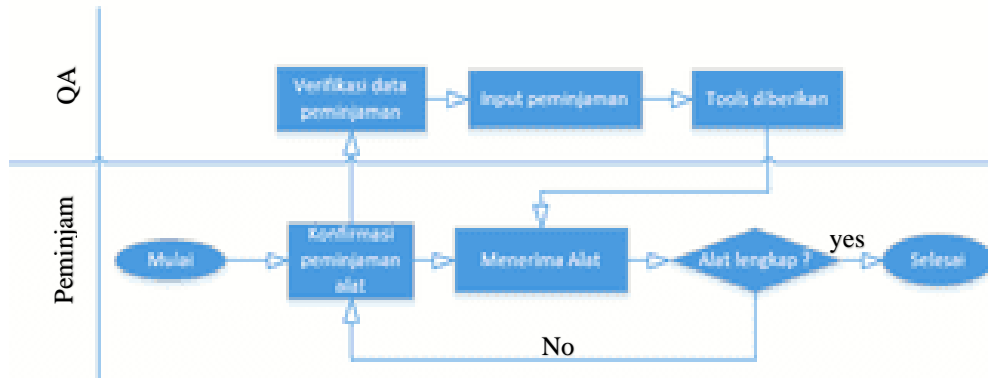 QA
Verifikasi data
peminjaman
Input peminjaman
Tools diberikan
Peminjam
Mulai
Konfirmasi
peminjaman
alat
Menerima Alat
Alat lengkap ?
yes
Selesai
No